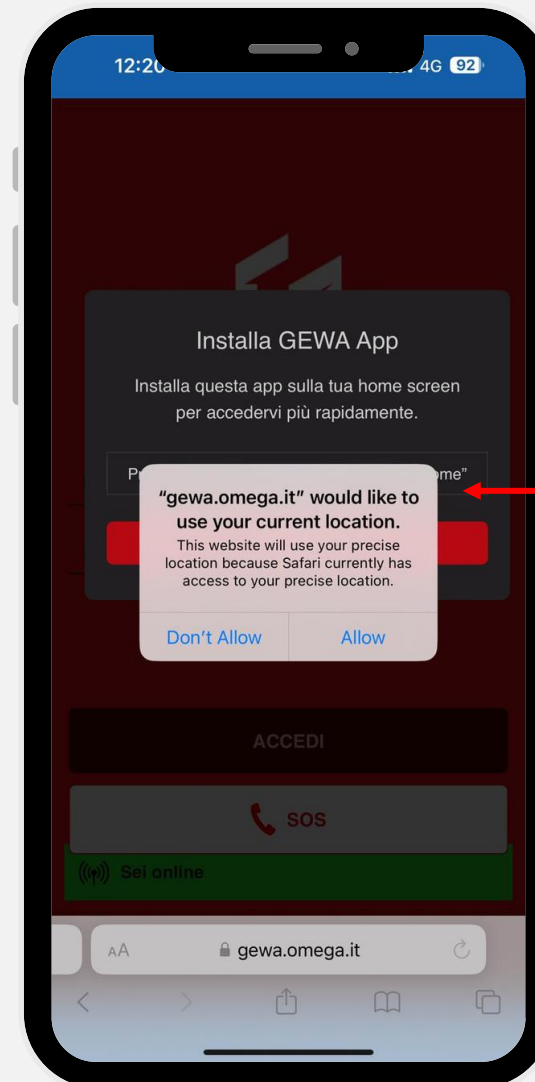 12:20
4G 92
Installa GEWA App
Installa questa app sulla tua home screen
per accedervi più rapidamente.
"gewa.omega.it" would like to
use your current location.
This website will use your precise
location because Safari currently has
access to your precise location.
Don't Allow
Allow
ACCEDI
SOS
Sei online
AA
gewa.omega.it